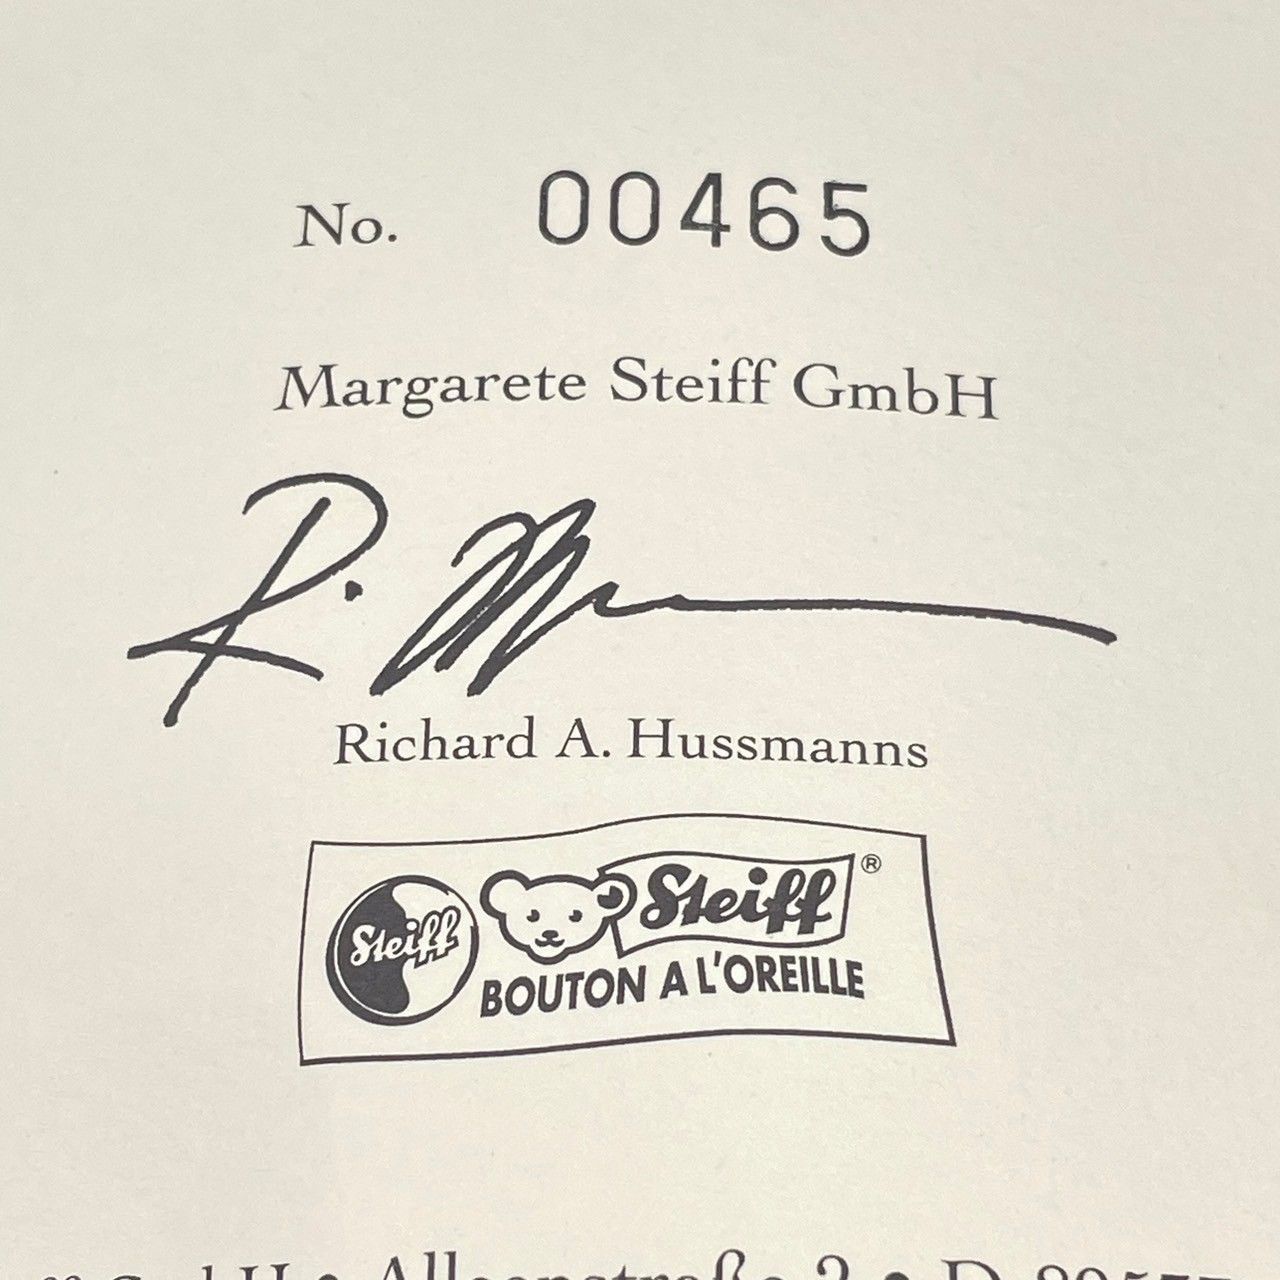 No. 00465
Margarete Steiff GmbH
Richard A. Hussmanns
Steiff Steiff ®
BOUTON A L'OREILLE